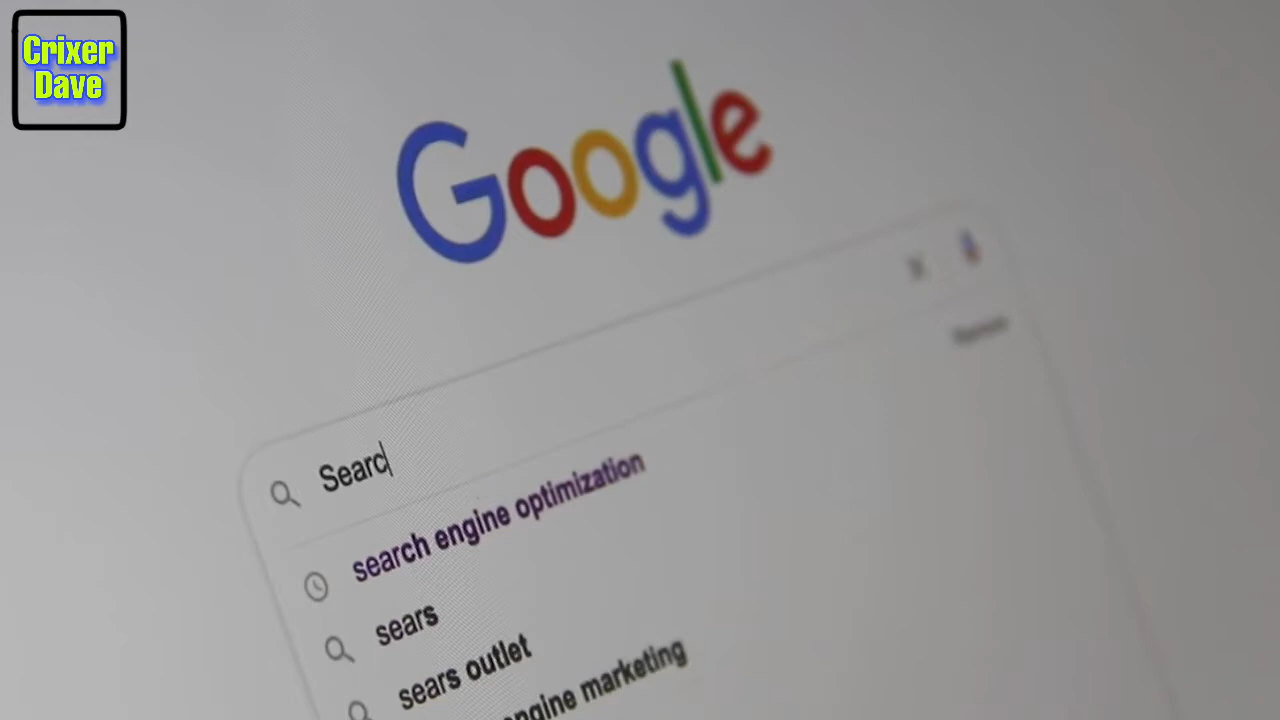 Crixer
Dave
Google
Searc
search engine optimization
sears
sears outlet
engine marketing